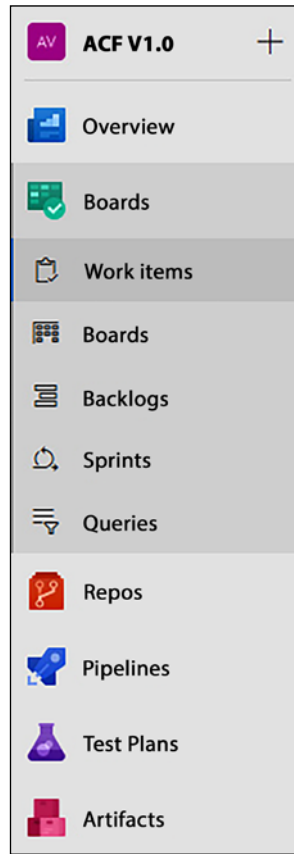 AV ACF V1.0 +
Overview
Boards
Work items
Boards
Backlogs
Sprints
Queries
Repos
Pipelines
Test Plans
Artifacts